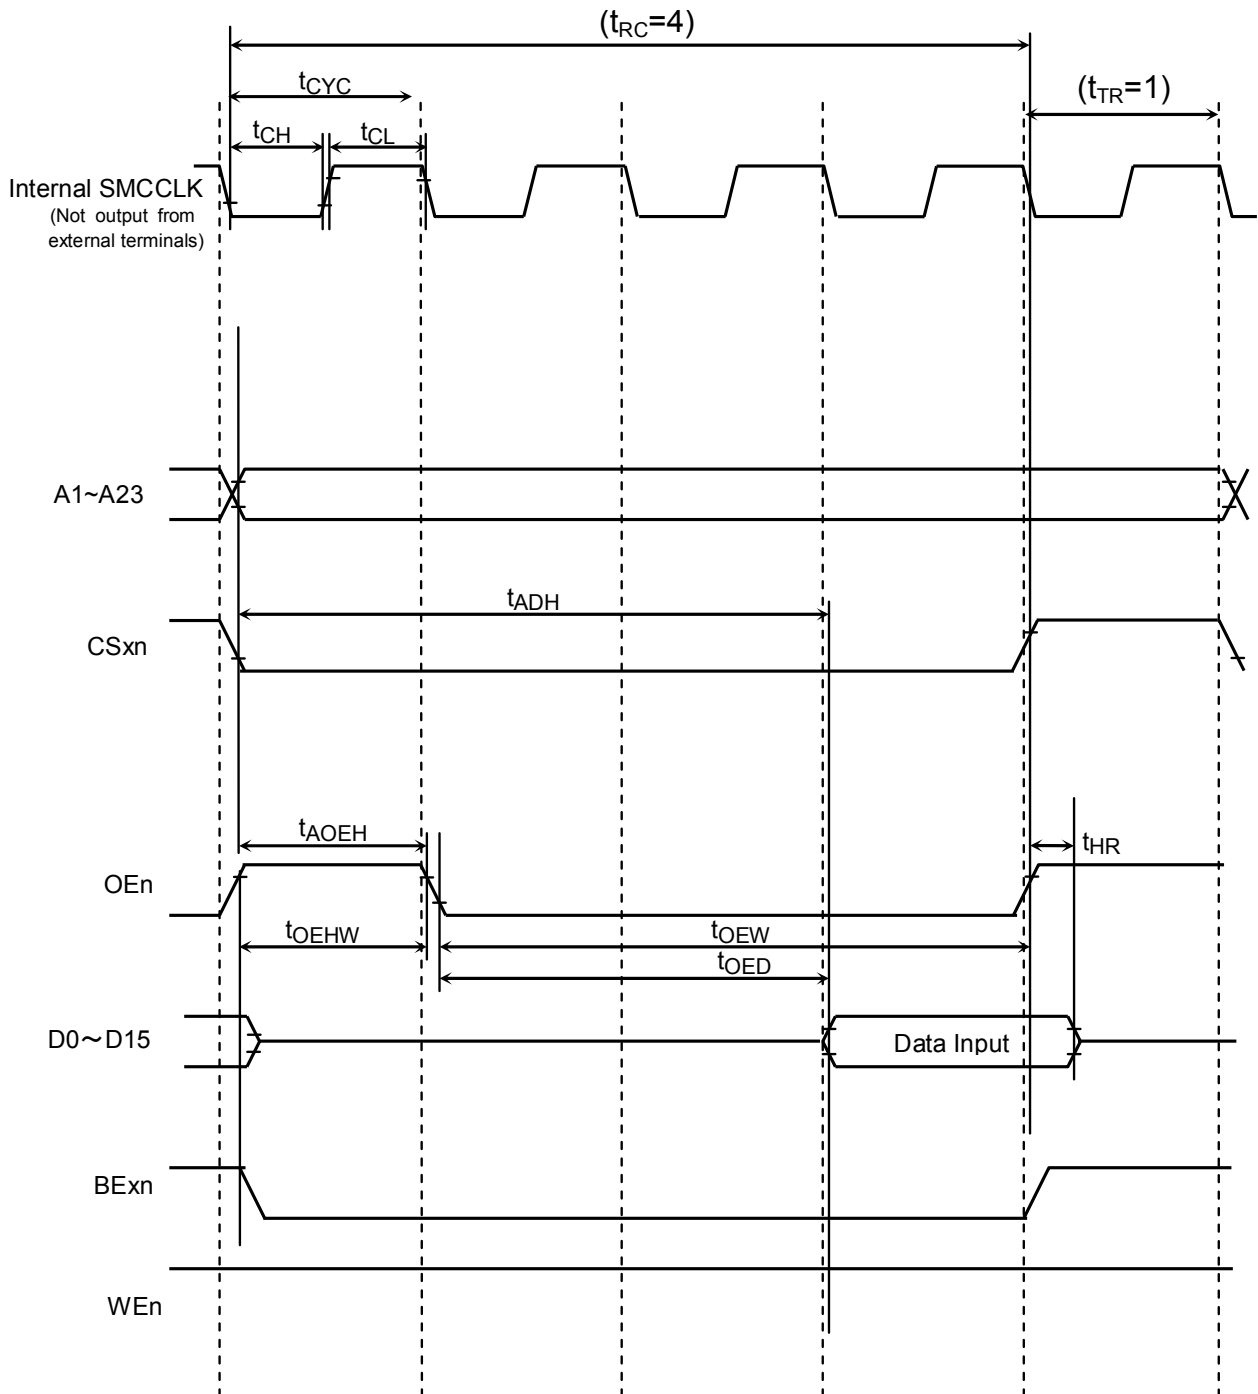 (tRC=4)
tCYC
(tTR=1)
tCH
tCL
Internal SMCCLK
(Not output from
external terminals)
A1~A23
tADH
CSxn
tAOEH
tHR
OEn
tOEHW
tOEW
tOED
D0～D15
Data Input
BExn
WEn